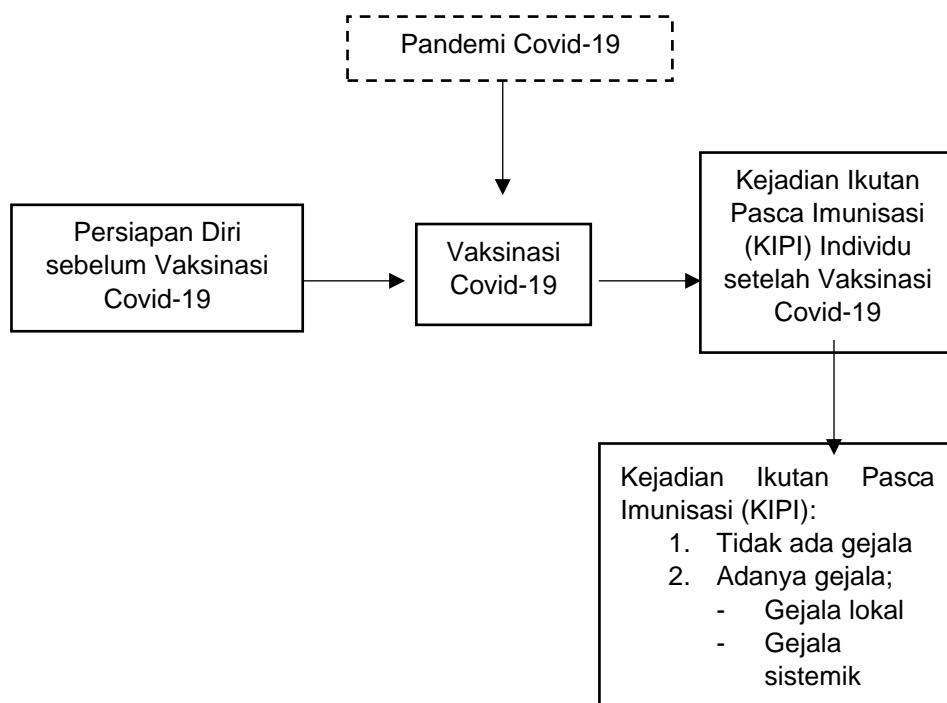 Pandemi Covid-19
Persiapan Diri
sebelum Vaksinasi
Covid-19
Vaksinasi
Covid-19
Kejadian Ikutan
Pasca Imunisasi
(KIPI) Individu
setelah Vaksinasi
Covid-19
Kejadian Ikutan Pasca
Imunisasi (KIPI):
1. Tidak ada gejala
2. Adanya gejala;
- Gejala lokal
- Gejala
sistemik